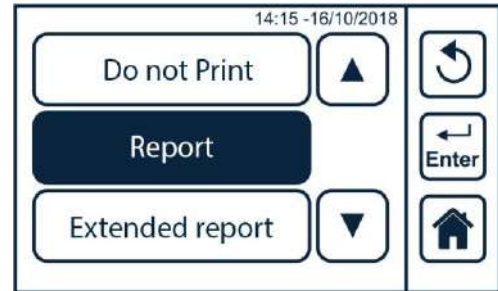 14:15 -16/10/2018
Do not Print
Report
Enter
Extended report